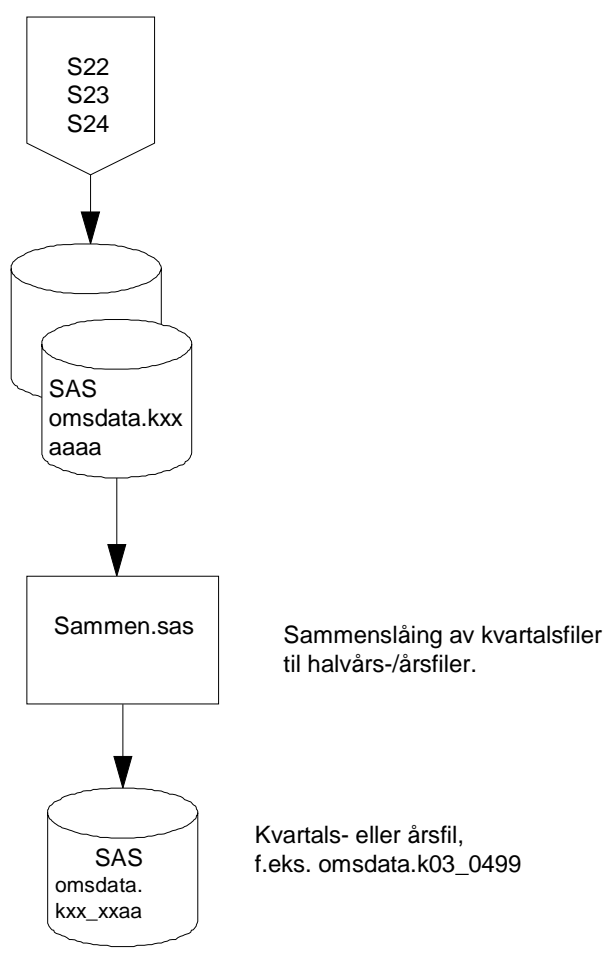 S22
S23
S24
SAS
omsdata.kxx
aaaa
Sammen.sas
Sammenslåing av kvartalsfiler
til halvårs-/årsfiler.
SAS
omsdata.
kxx_xxaa
Kvartals- eller årsfil,
f.eks. omsdata.k03_0499